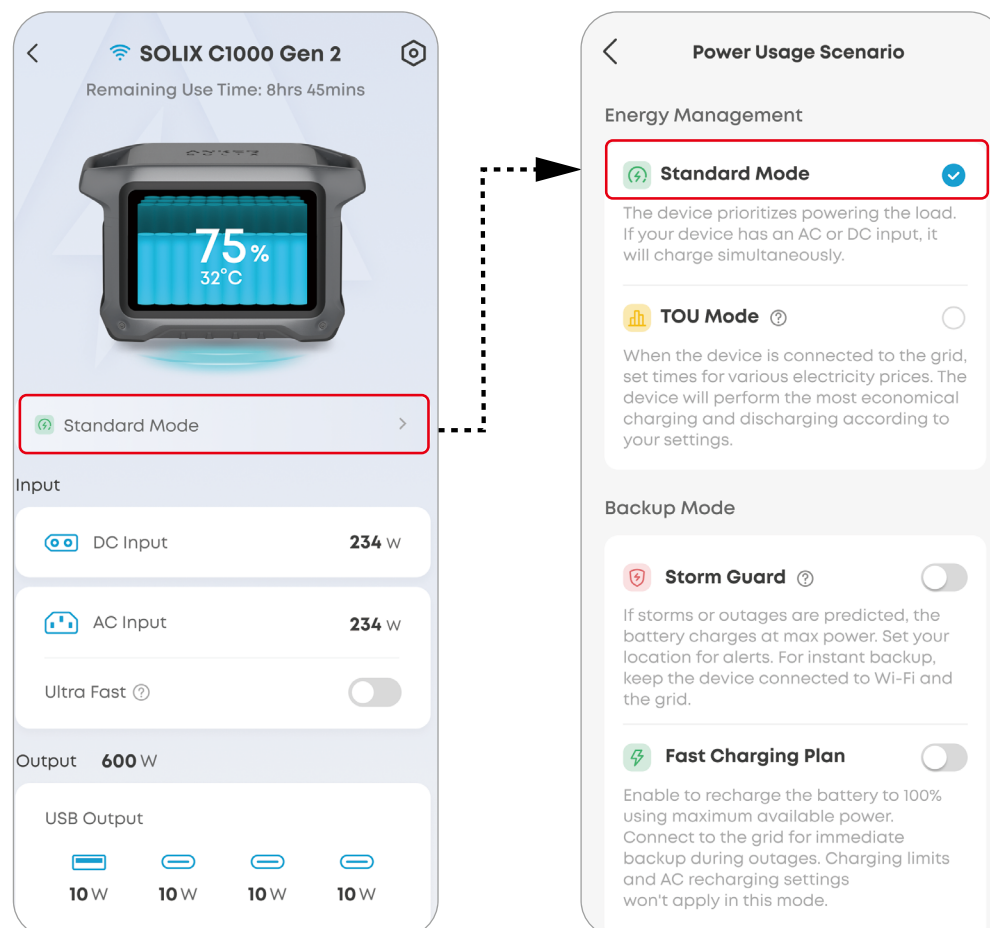 SOLIX C1000 Gen 2
Remaining Use Time: 8hrs 45mins
ANKER
SOLIX
75%
32°C
Standard Mode
Input
DC Input 234 W
AC Input 234 W
Ultra Fast
Output 600 W
USB Output
10 W 10 W 10 W 10 W
Power Usage Scenario
Energy Management
Standard Mode
The device prioritizes powering the load.
If your device has an AC or DC input, it
will charge simultaneously.
TOU Mode
When the device is connected to the grid,
set times for various electricity prices. The
device will perform the most economical
charging and discharging according to
your settings.
Backup Mode
Storm Guard
If storms or outages are predicted, the
battery charges at max power. Set your
location for alerts. For instant backup,
keep the device connected to Wi-Fi and
the grid.
Fast Charging Plan
Enable to recharge the battery to 100%
using maximum available power.
Connect to the grid for immediate
backup during outages. Charging limits
and AC recharging settings
won't apply in this mode.